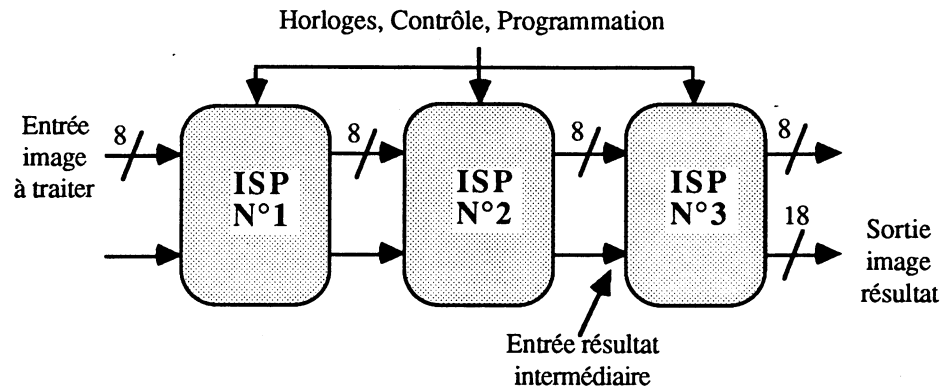 Horloges, Contrôle, Programmation
Entrée
image
à traiter
8
8
8
8
ISP
N°1
ISP
N°2
ISP
N°3
18
Sortie
image
résultat
Entrée résultat
intermédiaire